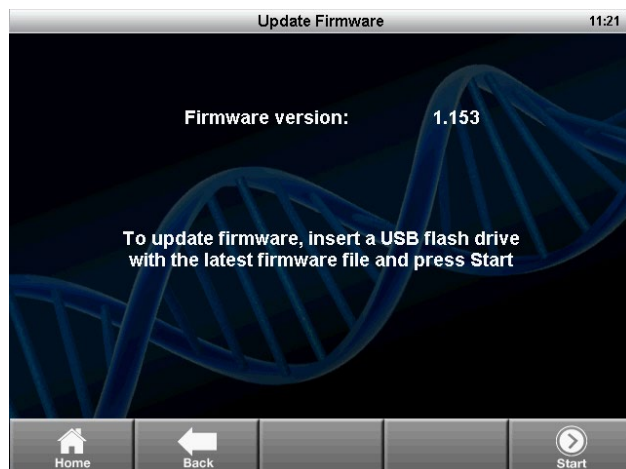 Update Firmware 11:21
Firmware version: 1.153
To update firmware, insert a USB flash drive
with the latest firmware file and press Start
Home Back Start